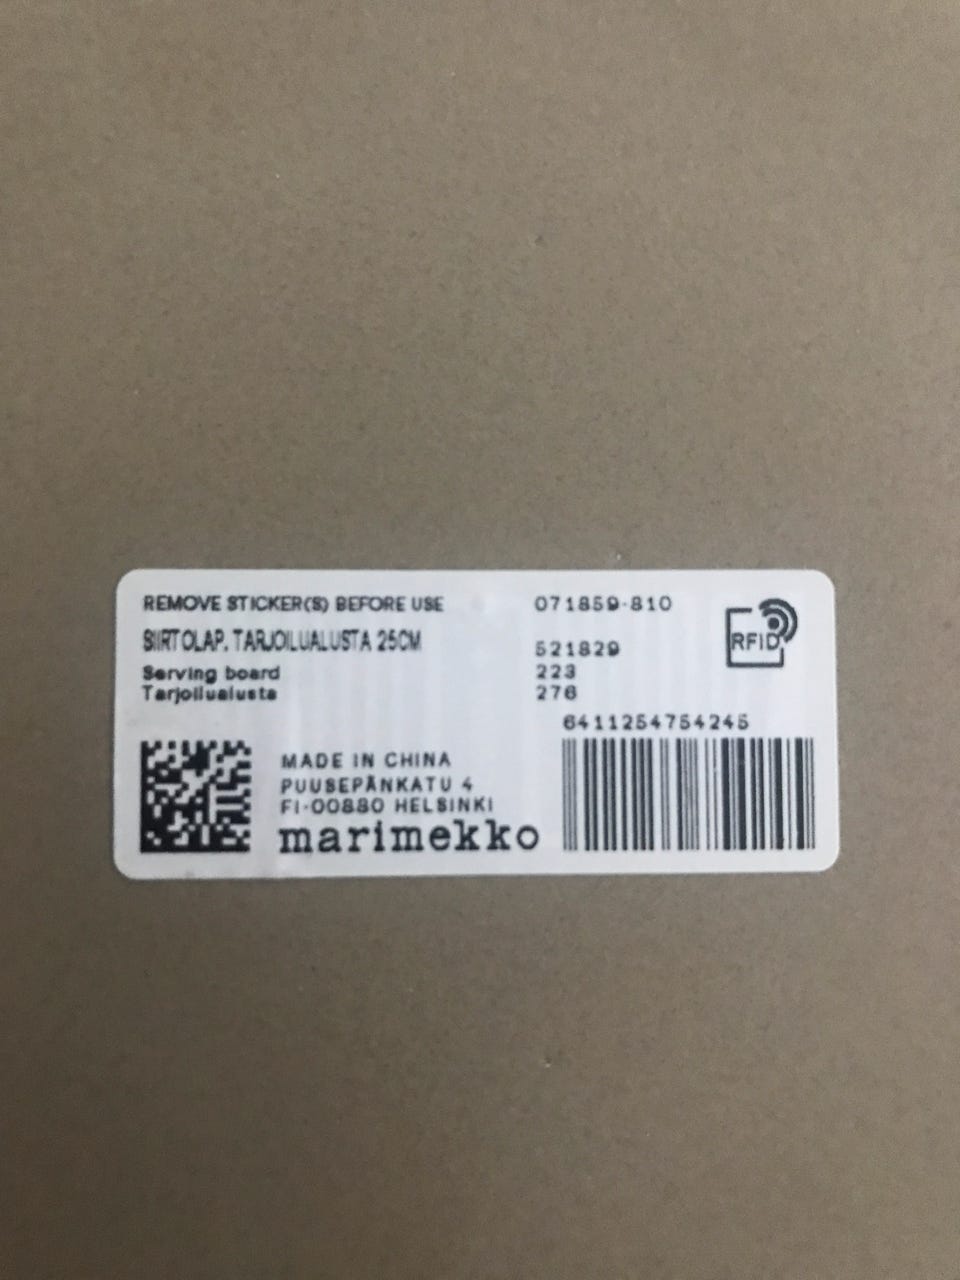 REMOVE STICKER(S) BEFORE USE
SIIRTOLAP. TARJOILUALUSTA 25CM
Serving board
Tarjoilualusta
071859-810
521829
223
276
RFID
6411254754245
MADE IN CHINA
PUUSEPÄNKATU 4
FI-00880 HELSINKI
marimekko